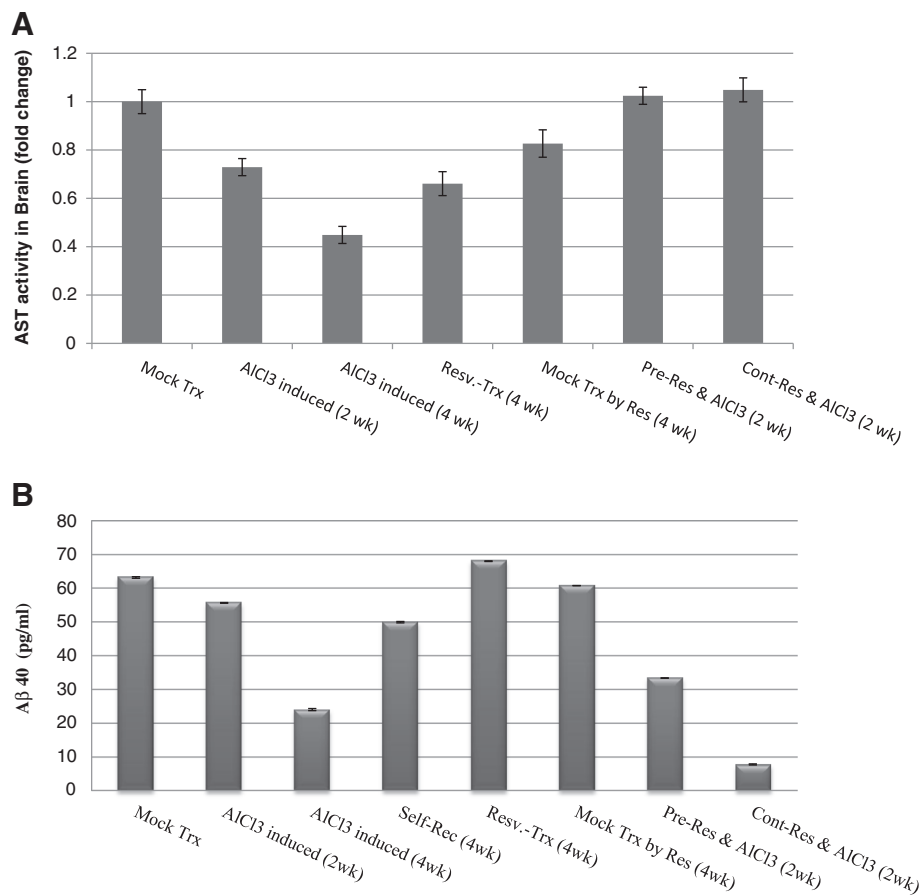 A
AST activity in Brain (fold change)
1.2
1
0.8
0.6
0.4
0.2
0
Mock Trx
AlCl3 induced (2 wk)
AlCl3 induced (4 wk)
Resv.-Trx (4 wk)
Mock Trx by Res (4 wk)
Pre-Res & AlCl3 (2 wk)
Cont-Res & AlCl3 (2 wk)
B
Aβ 40 (pg/ml)
80
70
60
50
40
30
20
10
0
Mock Trx
AlCl3 induced (2wk)
AlCl3 induced (4wk)
Self-Rec (4wk)
Resv.-Trx (4wk)
Mock Trx by Res (4wk)
Pre-Res & AlCl3 (2wk)
Cont-Res & AlCl3 (2wk)